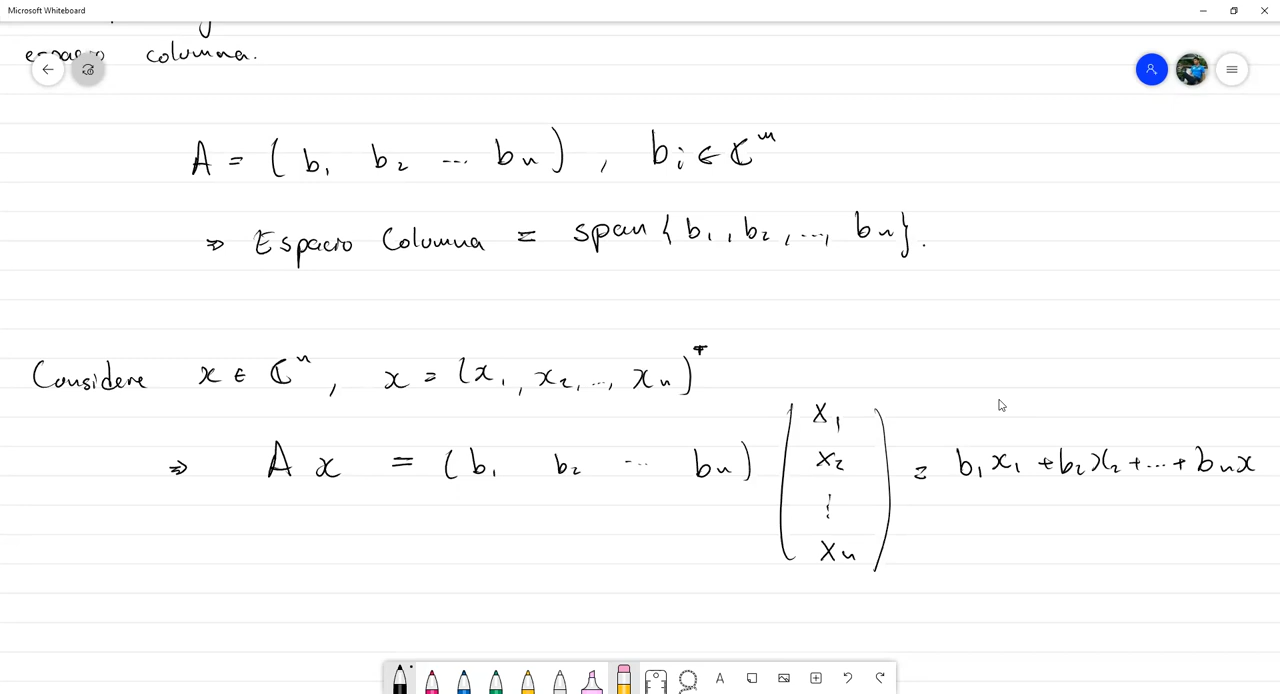 Microsoft Whiteboard
espacio columna.
A = ( b₁ b₂ ... bₙ ) , bᵢ ∈ ℂᵐ
⇒ Espacio Columna = span { b₁, b₂, ..., bₙ }.
Considere x ∈ ℂⁿ, x = (x₁, x₂, ..., xₙ)ᵀ
⇒ A x = (b₁ b₂ ... bₙ) ( x₁ x₂ ⋮ xₙ ) = b₁x₁ + b₂x₂ + ... + bₙx
A